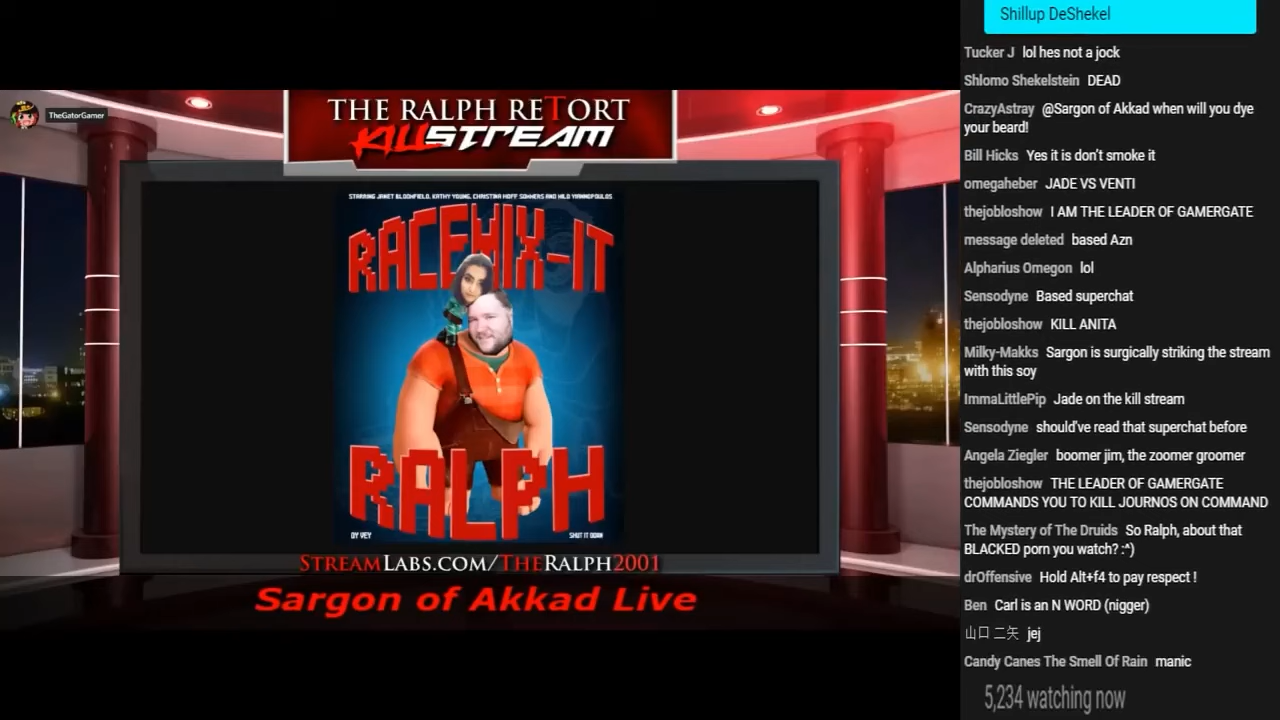 Shillup DeShekel
Tucker J lol hes not a jock
Shlomo Shekelstein DEAD
CrazyAstray @Sargon of Akkad when will you dye
your beard!
Bill Hicks Yes it is don't smoke it
omegaheber JADE VS VENTI
thejobloshow I AM THE LEADER OF GAMERGATE
message deleted based Azn
Alpharius Omegon lol
Sensodyne Based superchat
thejobloshow KILL ANITA
Milky-Makks Sargon is surgically striking the stream
with this soy
ImmaLittlePip Jade on the kill stream
Sensodyne should've read that superchat before
Angela Ziegler boomer jim, the zoomer groomer
thejobloshow THE LEADER OF GAMERGATE
COMMANDS YOU TO KILL JOURNOS ON COMMAND
The Mystery of The Druids So Ralph, about that
BLACKED porn you watch? :^)
drOffensive Hold Alt+f4 to pay respect !
Ben Carl is an N WORD (nigger)
山口 二矢 jej
Candy Canes The Smell Of Rain manic
5,234 watching now
TheGatorGamer
THE RALPH RETORT
KILLSTREAM
STARRING JANET BLOOMFIELD, KATHY YOUNG, CHRISTINA HOFF SOMMERS AND MILO YIANNOPOULOS
RACEMIX-IT
RALPH
OY VEY
SHUT IT DOWN
STREAMLABS.COM/THERALPH2001
Sargon of Akkad Live